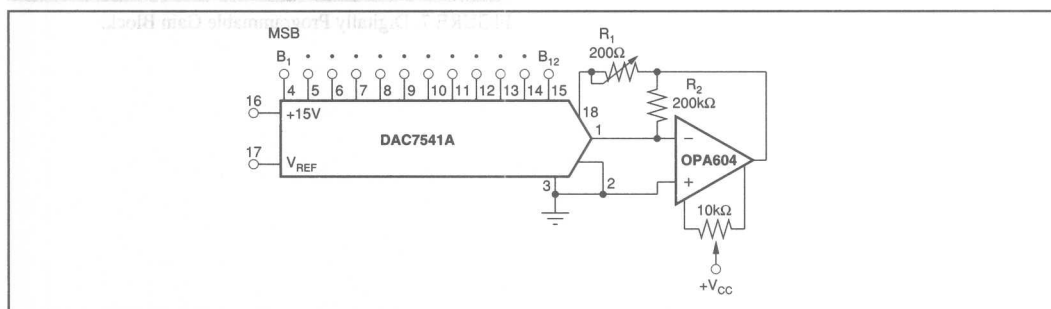 MSB
B1 • • • • • • • • • • B12
4 5 6 7 8 9 10 11 12 13 14 15
16
+15V
DAC7541A
17
VREF
18
1
3
2
R1
200Ω
R2
200kΩ
−
OPA604
+
10kΩ
+VCC